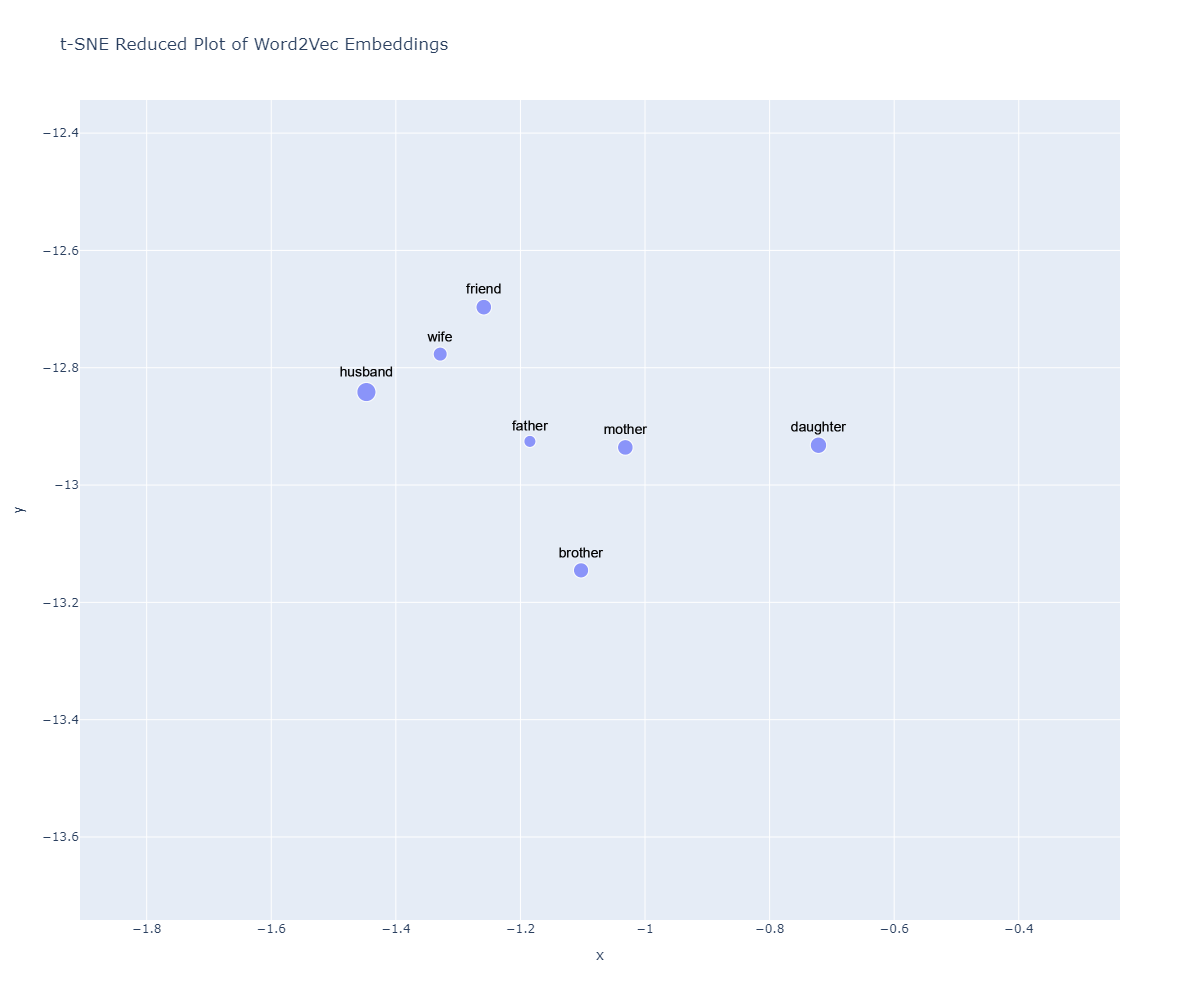 t-SNE Reduced Plot of Word2Vec Embeddings
−12.4
−12.6
friend
wife
−12.8
husband
father
mother
daughter
−13
y
brother
−13.2
−13.4
−13.6
−1.8
−1.6
−1.4
−1.2
−1
−0.8
−0.6
−0.4
x